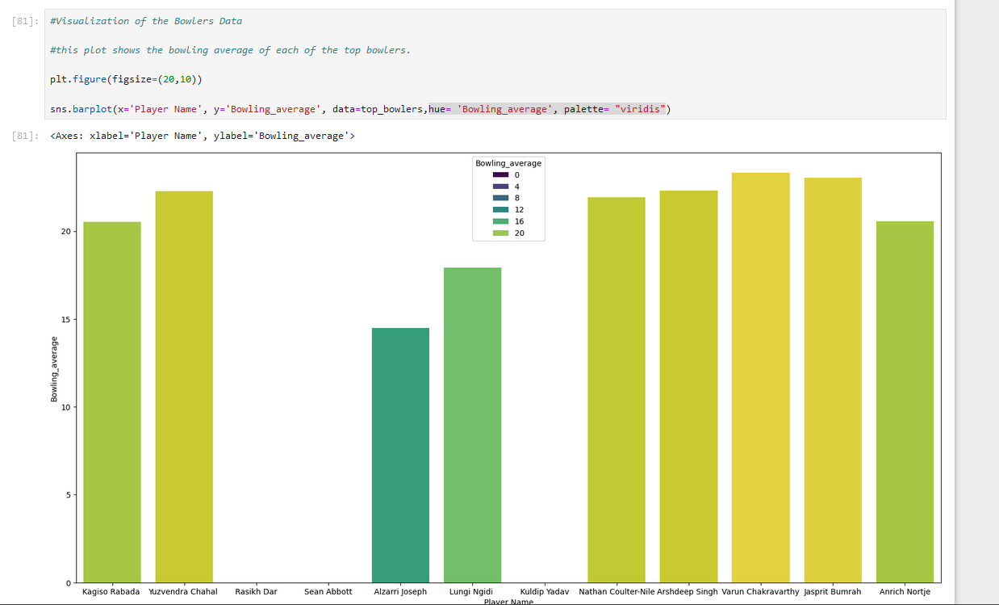 [81]: #Visualization of the Bowlers Data
#this plot shows the bowling average of each of the top bowlers.
plt.figure(figsize=(20,10))
sns.barplot(x='Player Name', y='Bowling_average', data=top_bowlers,hue= 'Bowling_average', palette= "viridis")
[81]: <Axes: xlabel='Player Name', ylabel='Bowling_average'>
Bowling_average
0
4
8
12
16
20
20
15
10
5
0
Bowling_average
Kagiso Rabada Yuzvendra Chahal Rasikh Dar Sean Abbott Alzarri Joseph Lungi Ngidi Kuldip Yadav Nathan Coulter-Nile Arshdeep Singh Varun Chakravarthy Jasprit Bumrah Anrich Nortje
Player Name